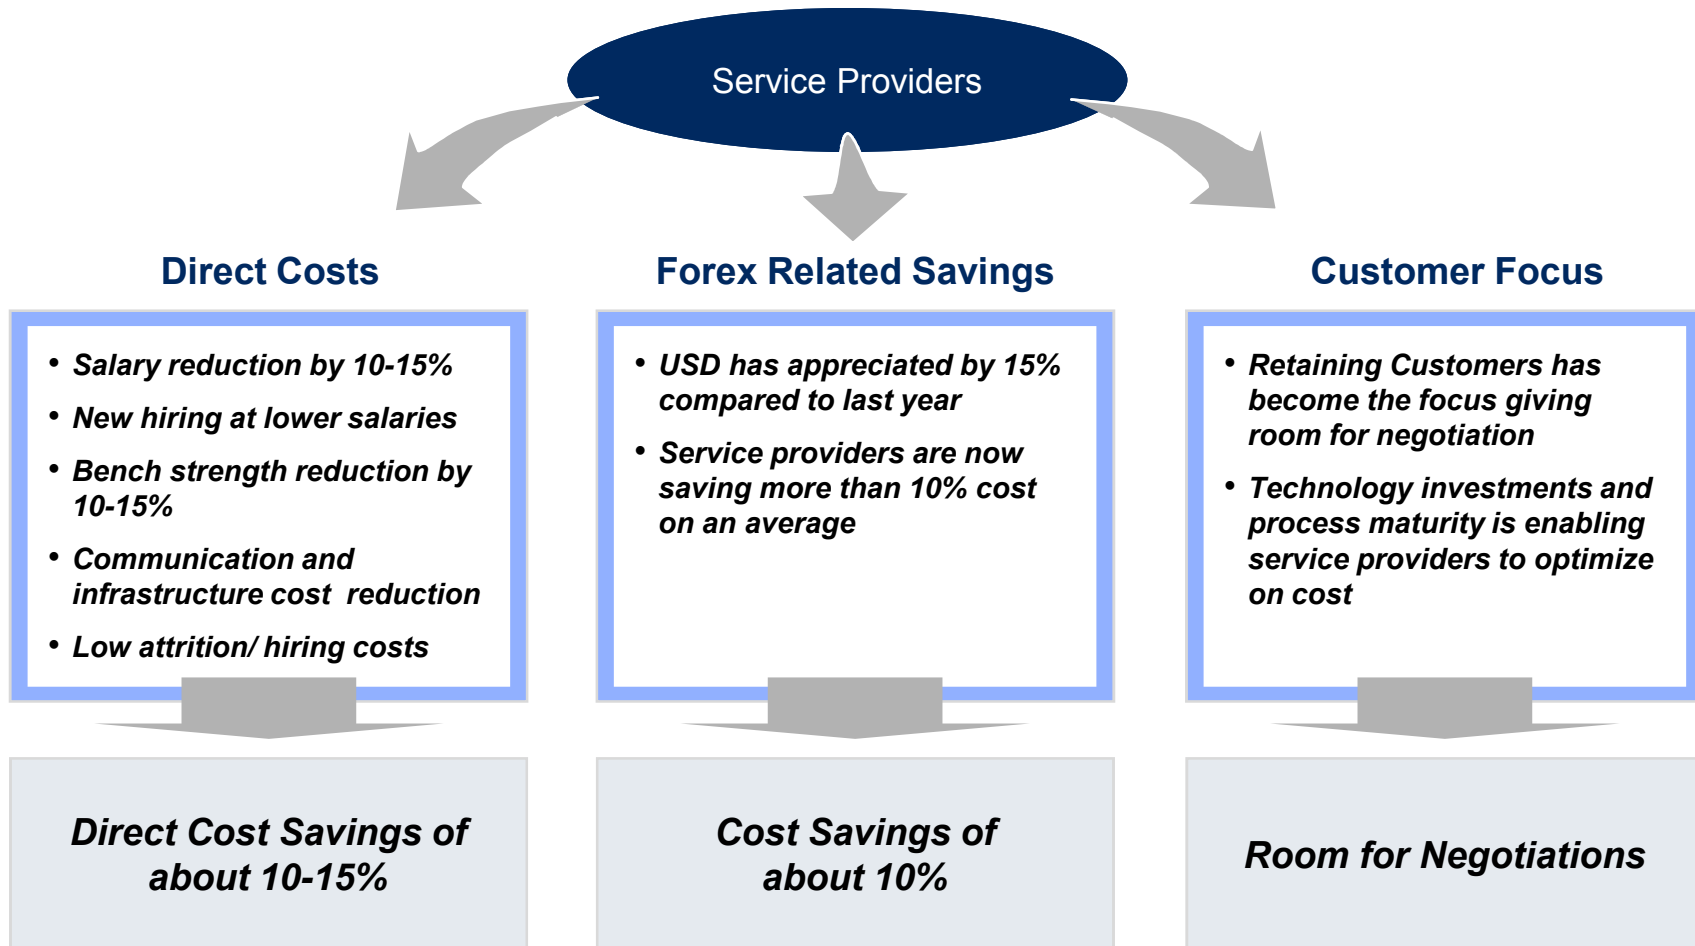 Service Providers
Direct Costs
• Salary reduction by 10-15%
• New hiring at lower salaries
• Bench strength reduction by
10-15%
• Communication and
infrastructure cost  reduction
• Low attrition/ hiring costs
Direct Cost Savings of
about 10-15%
Forex Related Savings
• USD has appreciated by 15%
compared to last year
• Service providers are now
saving more than 10% cost
on an average
Cost Savings of
about 10%
Customer Focus
• Retaining Customers has
become the focus giving
room for negotiation
• Technology investments and
process maturity is enabling
service providers to optimize
on cost
Room for Negotiations